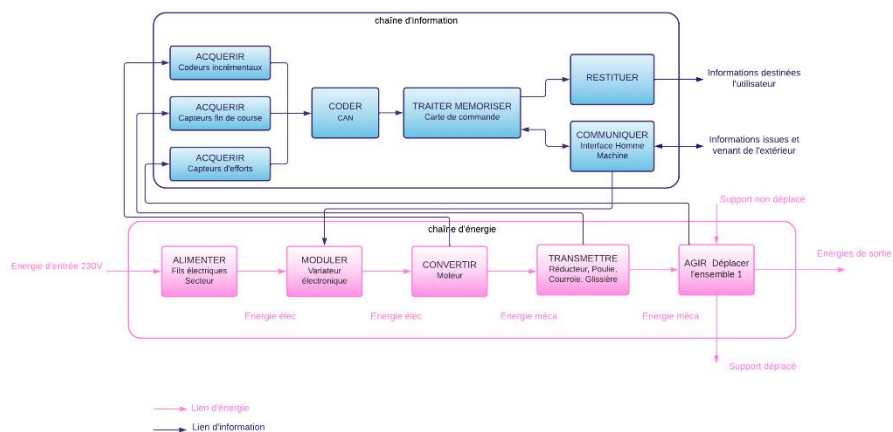 chaîne d'information
ACQUERIR
Codeurs incrémentaux
ACQUERIR
Capteurs fin de course
ACQUERIR
Capteurs d'efforts
CODER
CAN
TRAITER MEMORISER
Carte de commande
RESTITUER
COMMUNIQUER
Interface Homme
Machine
Informations destinées
l'utilisateur
Informations issues et
venant de l'extérieur
Support non déplacé
chaîne d'énergie
Energie d'entrée 230V
ALIMENTER
Fils électriques
Secteur
MODULER
Variateur
électronique
CONVERTIR
Moteur
TRANSMETTRE
Réducteur, Poulie,
Courroie, Glissière
AGIR Déplacer
l'ensemble 1
Energies de sortie
Energie élec
Energie élec
Energie méca
Energie méca
Support déplacé
Lien d'énergie
Lien d'information